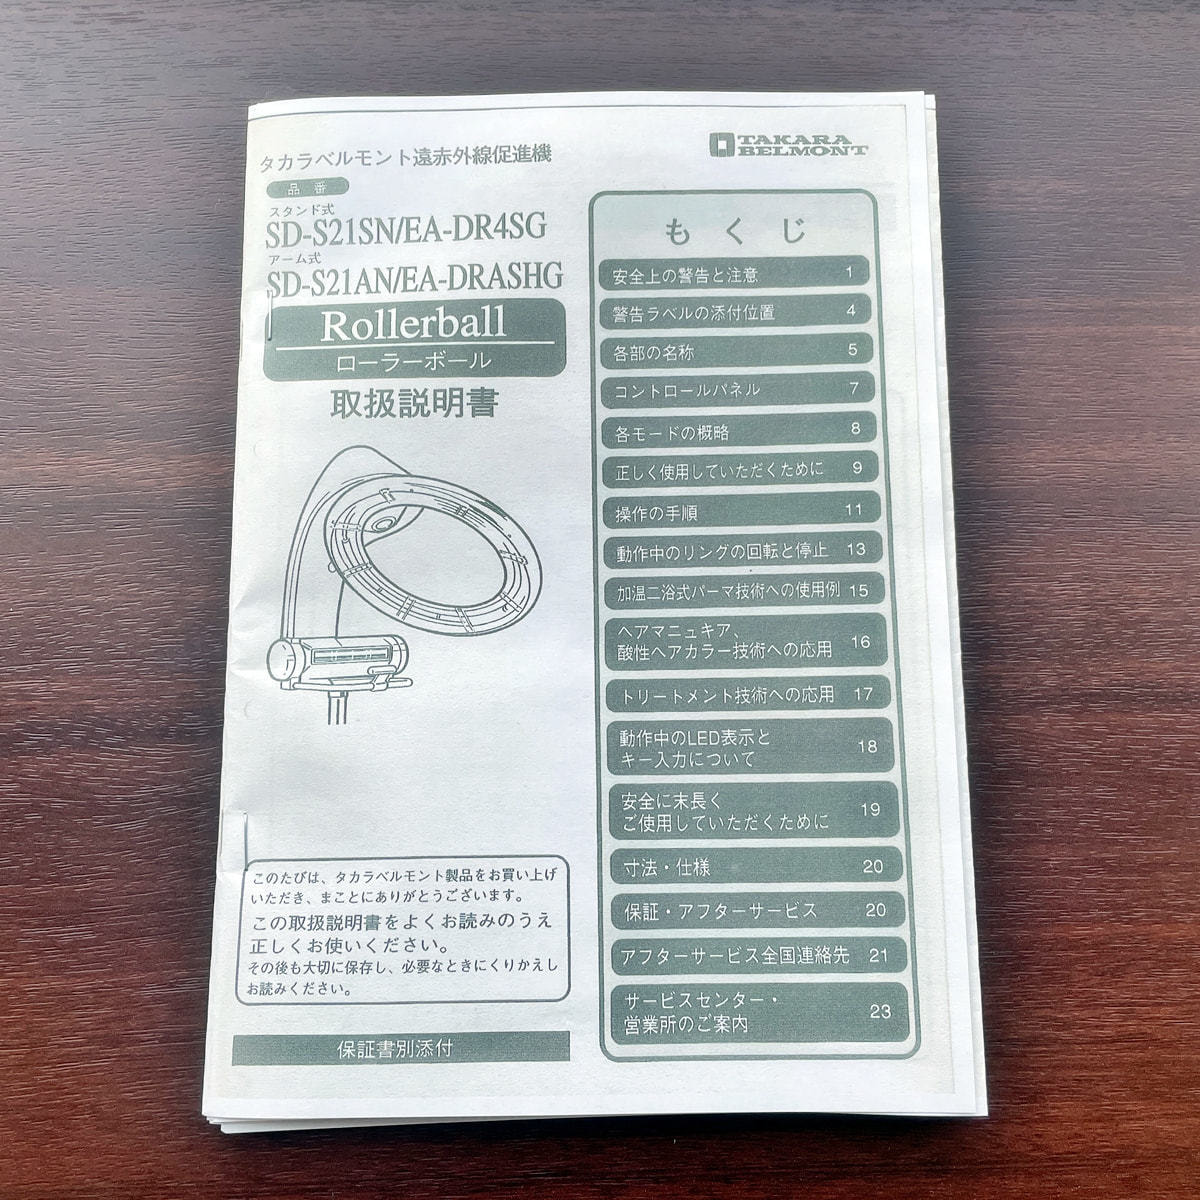 タカラベルモント遠赤外線促進機
TAKARA
BELMONT
品番
スタンド式
SD-S21SN/EA-DR4SG
アーム式
SD-S21AN/EA-DRASHG
Rollerball
ローラーボール
取扱説明書
このたびは、タカラベルモント製品をお買い上げ
いただき、まことにありがとうございます。
この取扱説明書をよくお読みのうえ
正しくお使いください。
その後も大切に保存し、必要なときにくりかえし
お読みください。
保証書別添付
もくじ
安全上の警告と注意 1
警告ラベルの添付位置 4
各部の名称 5
コントロールパネル 7
各モードの概略 8
正しく使用していただくために 9
操作の手順 11
動作中のリングの回転と停止 13
加温二浴式パーマ技術への使用例 15
ヘアマニュキア、
酸性ヘアカラー技術への応用 16
トリートメント技術への応用 17
動作中のLED表示と
キー入力について 18
安全に末長く
ご使用していただくために 19
寸法・仕様 20
保証・アフターサービス 20
アフターサービス全国連絡先 21
サービスセンター・
営業所のご案内 23